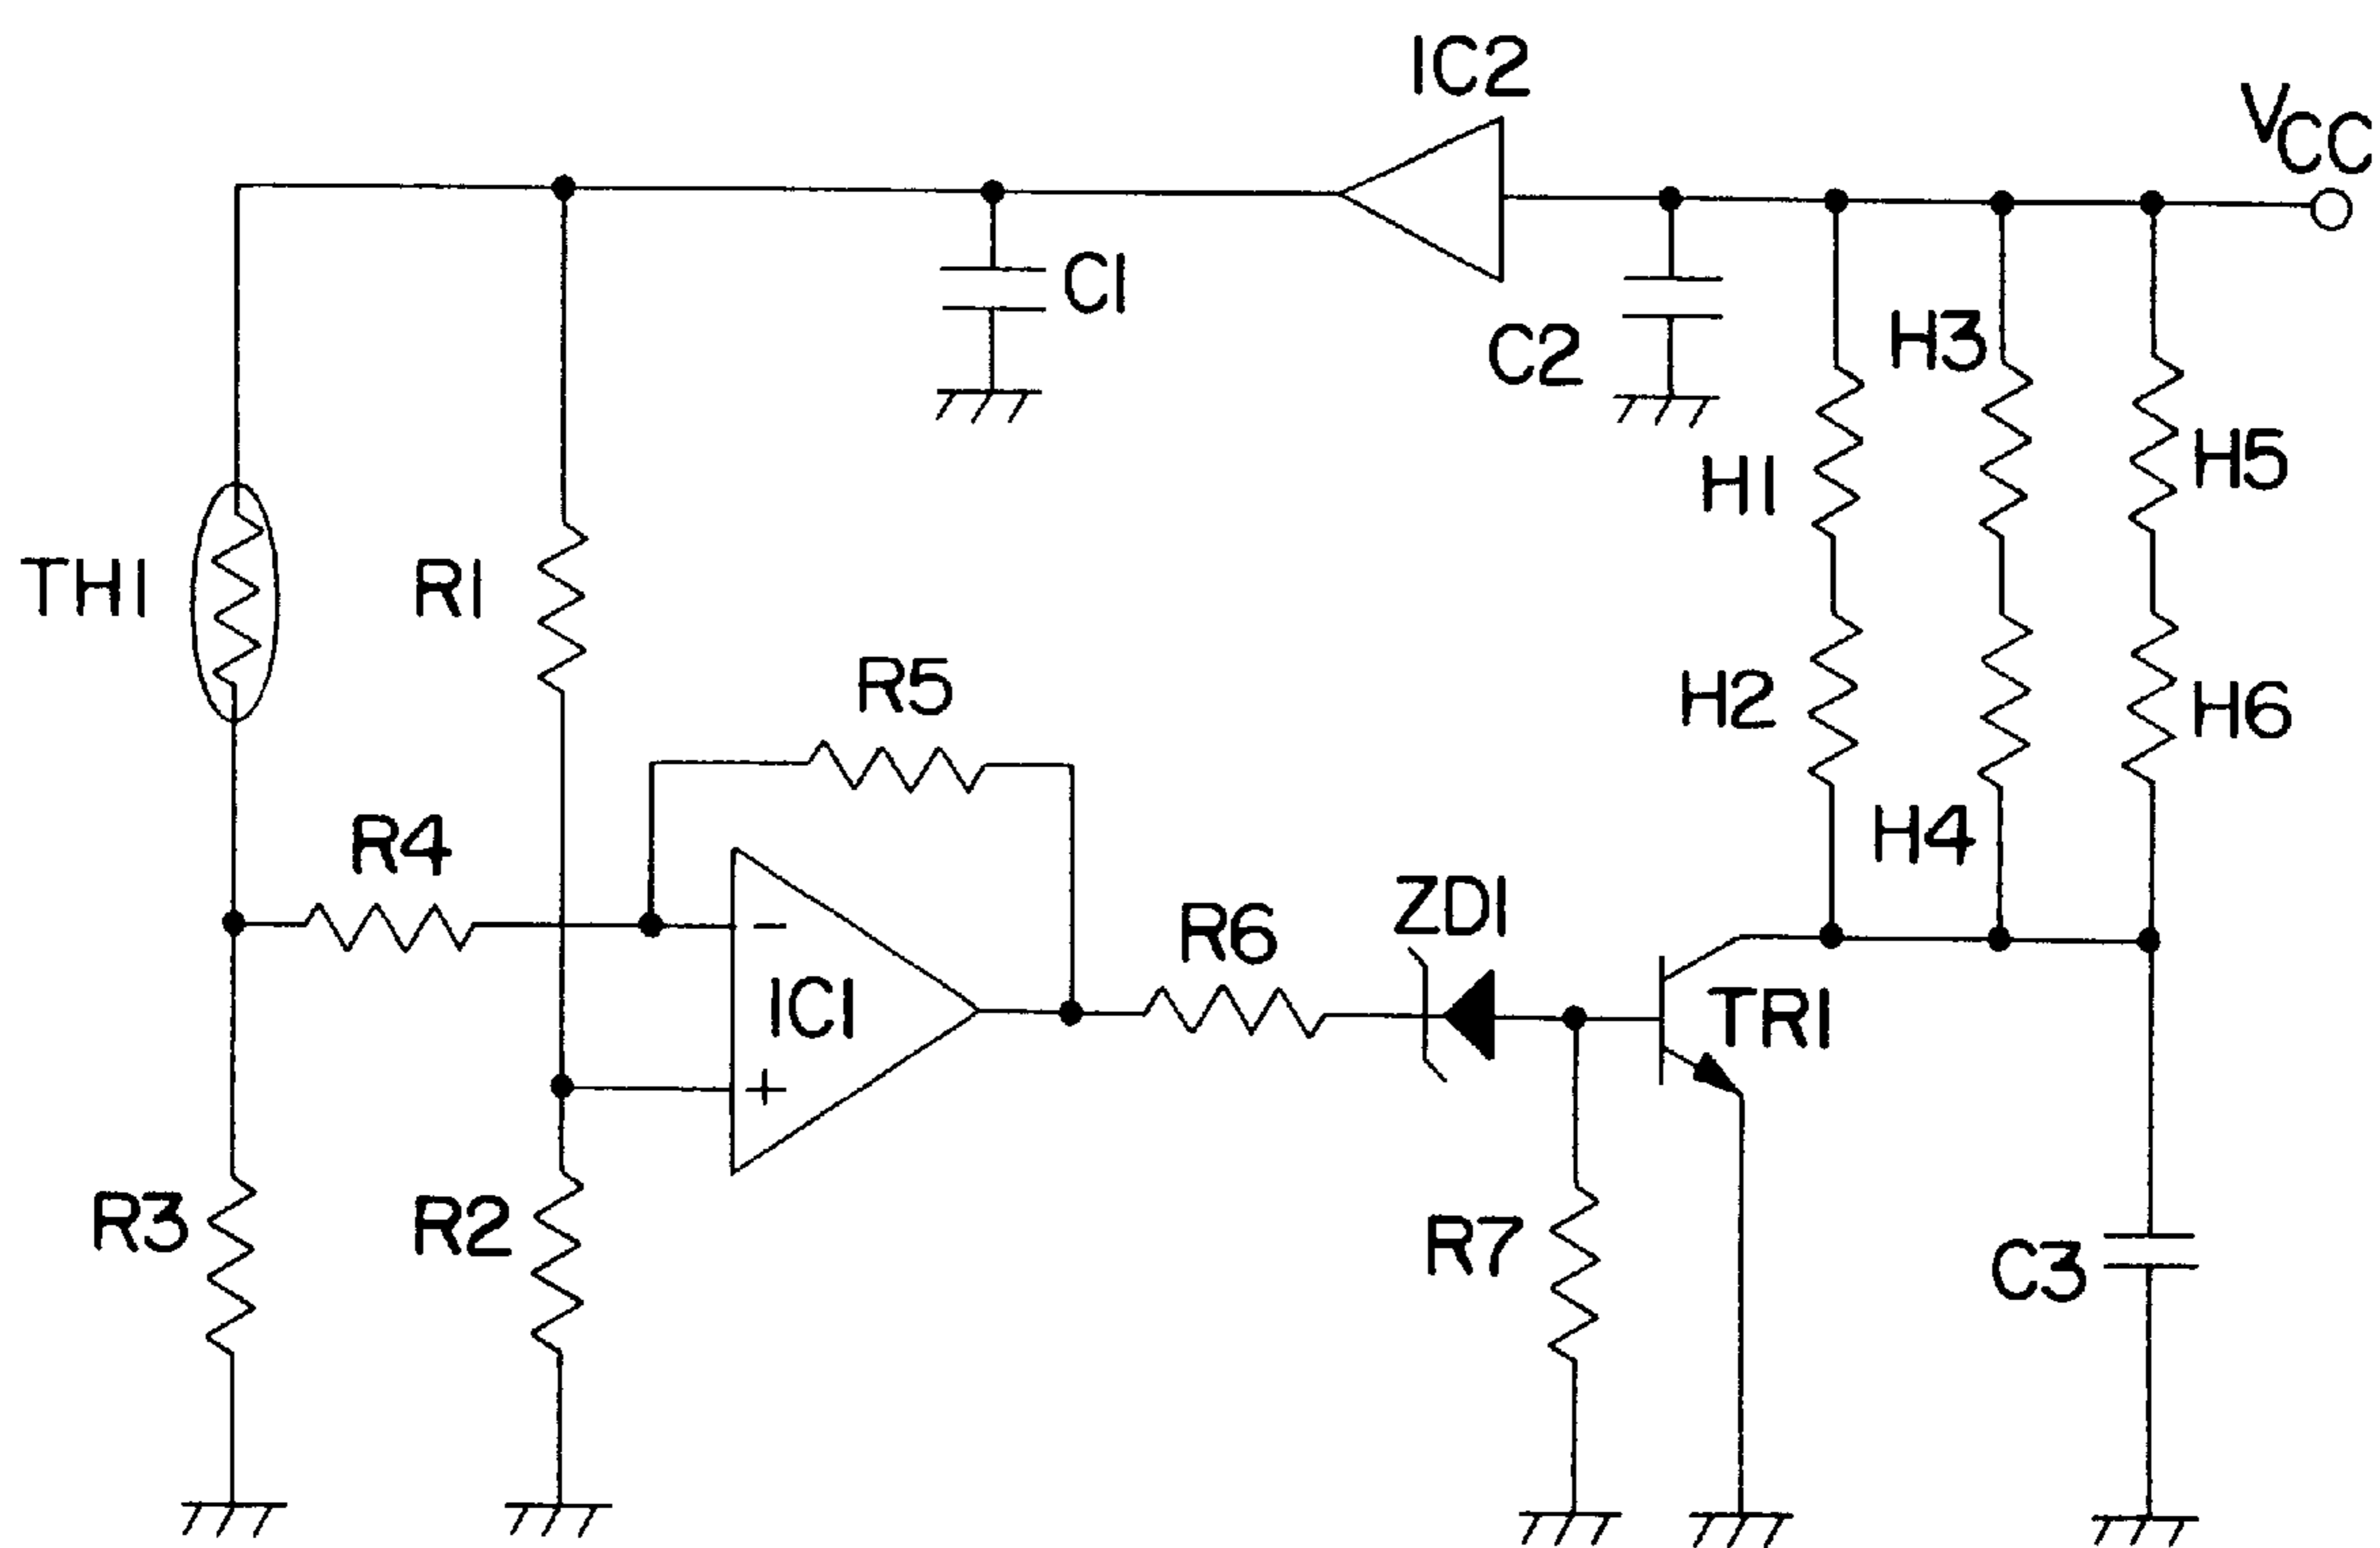 IC2
VCC
C1
C2
H3
H1
H5
TH1
R1
R5
H2
H6
R4
H4
ZD1
R6
-
IC1
TR1
+
R3
R2
R7
C3